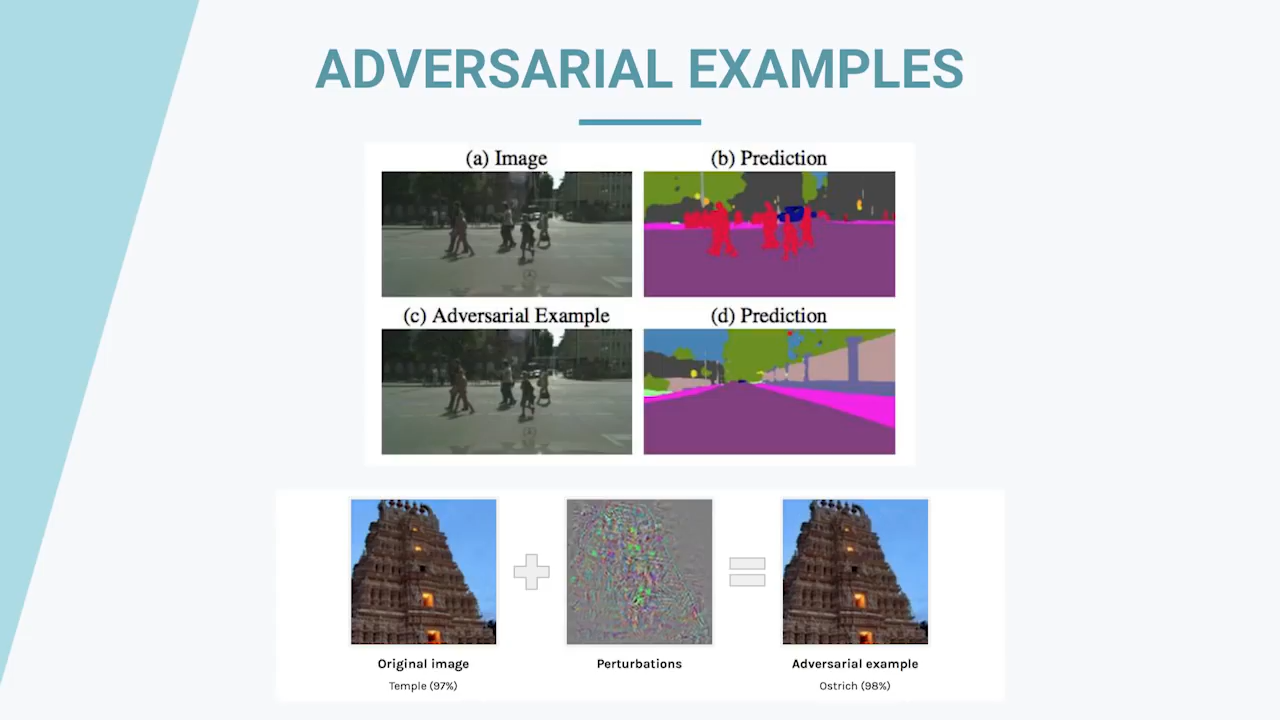 ADVERSARIAL EXAMPLES
(a) Image
(b) Prediction
(c) Adversarial Example
(d) Prediction
Original image
Perturbations
Adversarial example
Temple (97%)
Ostrich (98%)